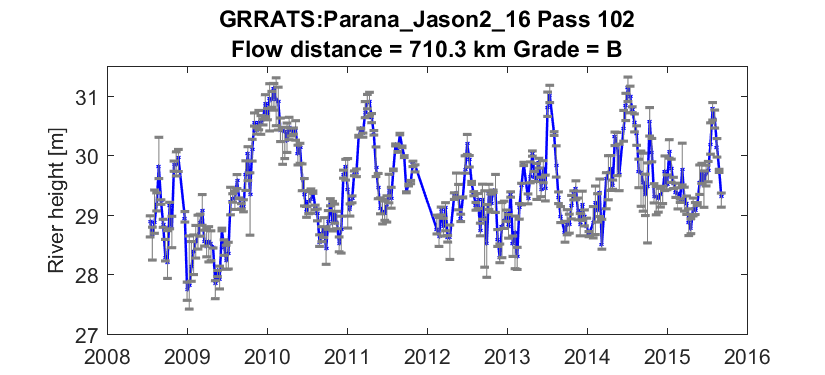 GRRATS:Parana_Jason2_16 Pass 102
Flow distance = 710.3 km Grade = B
River height [m]
31
30
29
28
27
2008 2009 2010 2011 2012 2013 2014 2015 2016